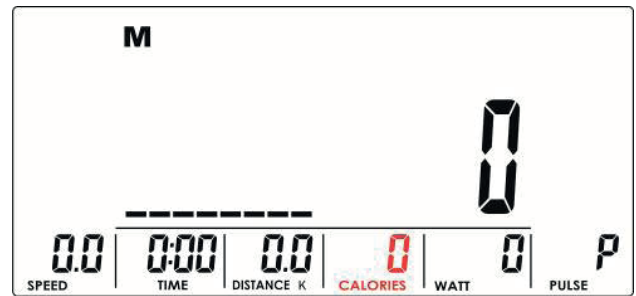 M
0
0.0 0:00 0.0 0 0 P
SPEED TIME DISTANCE K CALORIES WATT PULSE